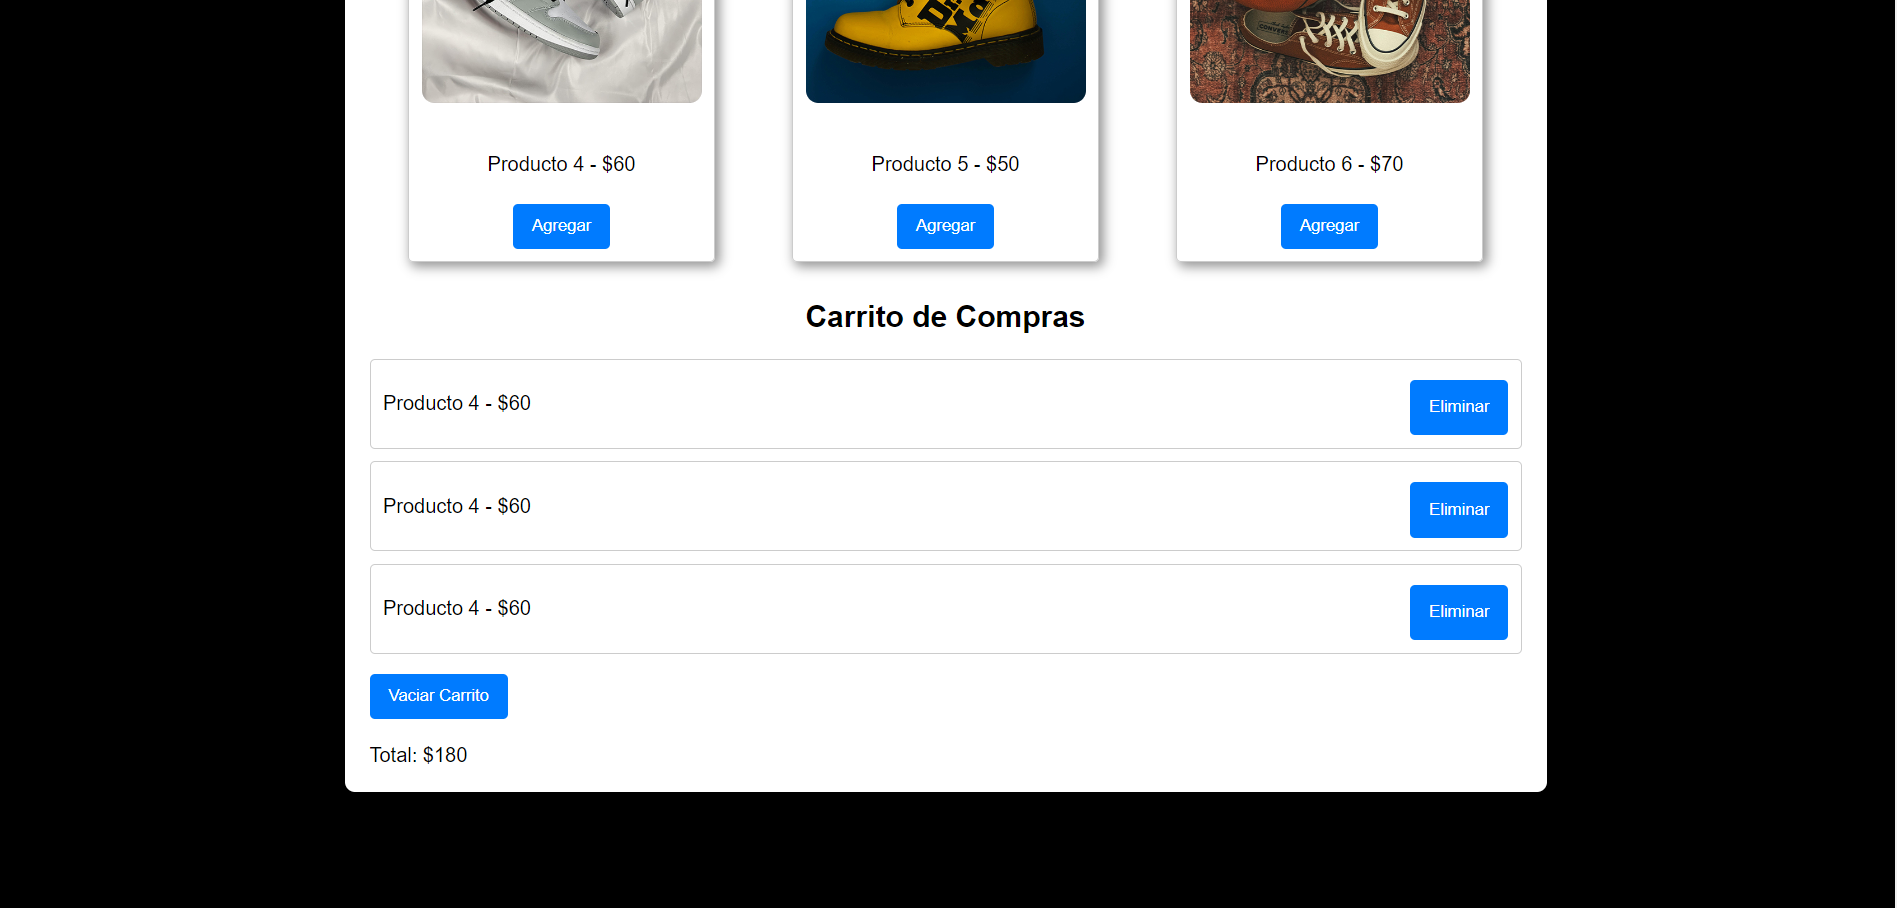 Producto 4 - $60
Producto 5 - $50
Producto 6 - $70
Agregar
Agregar
Agregar
Carrito de Compras
Producto 4 - $60
Eliminar
Producto 4 - $60
Eliminar
Producto 4 - $60
Eliminar
Vaciar Carrito
Total: $180